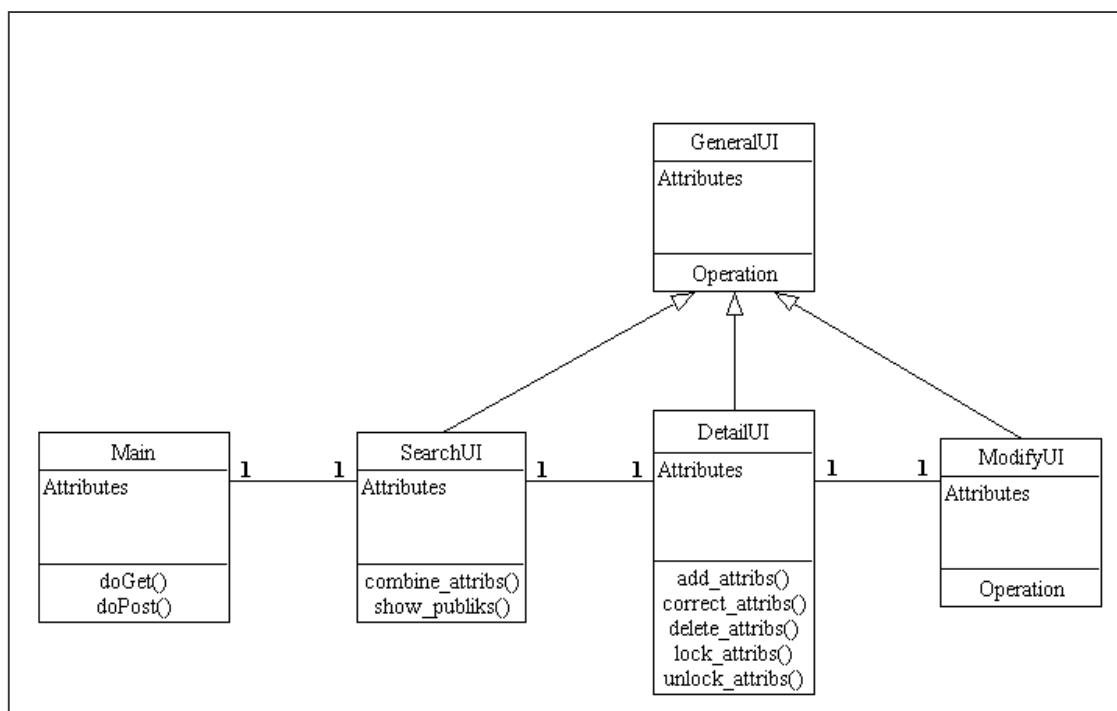 GeneralUI
Attributes
Operation
Main
Attributes
doGet()
doPost()
1
1
SearchUI
Attributes
combine_attribs()
show_publiks()
1
1
DetailUI
Attributes
add_attribs()
correct_attribs()
delete_attribs()
lock_attribs()
unlock_attribs()
1
1
ModifyUI
Attributes
Operation